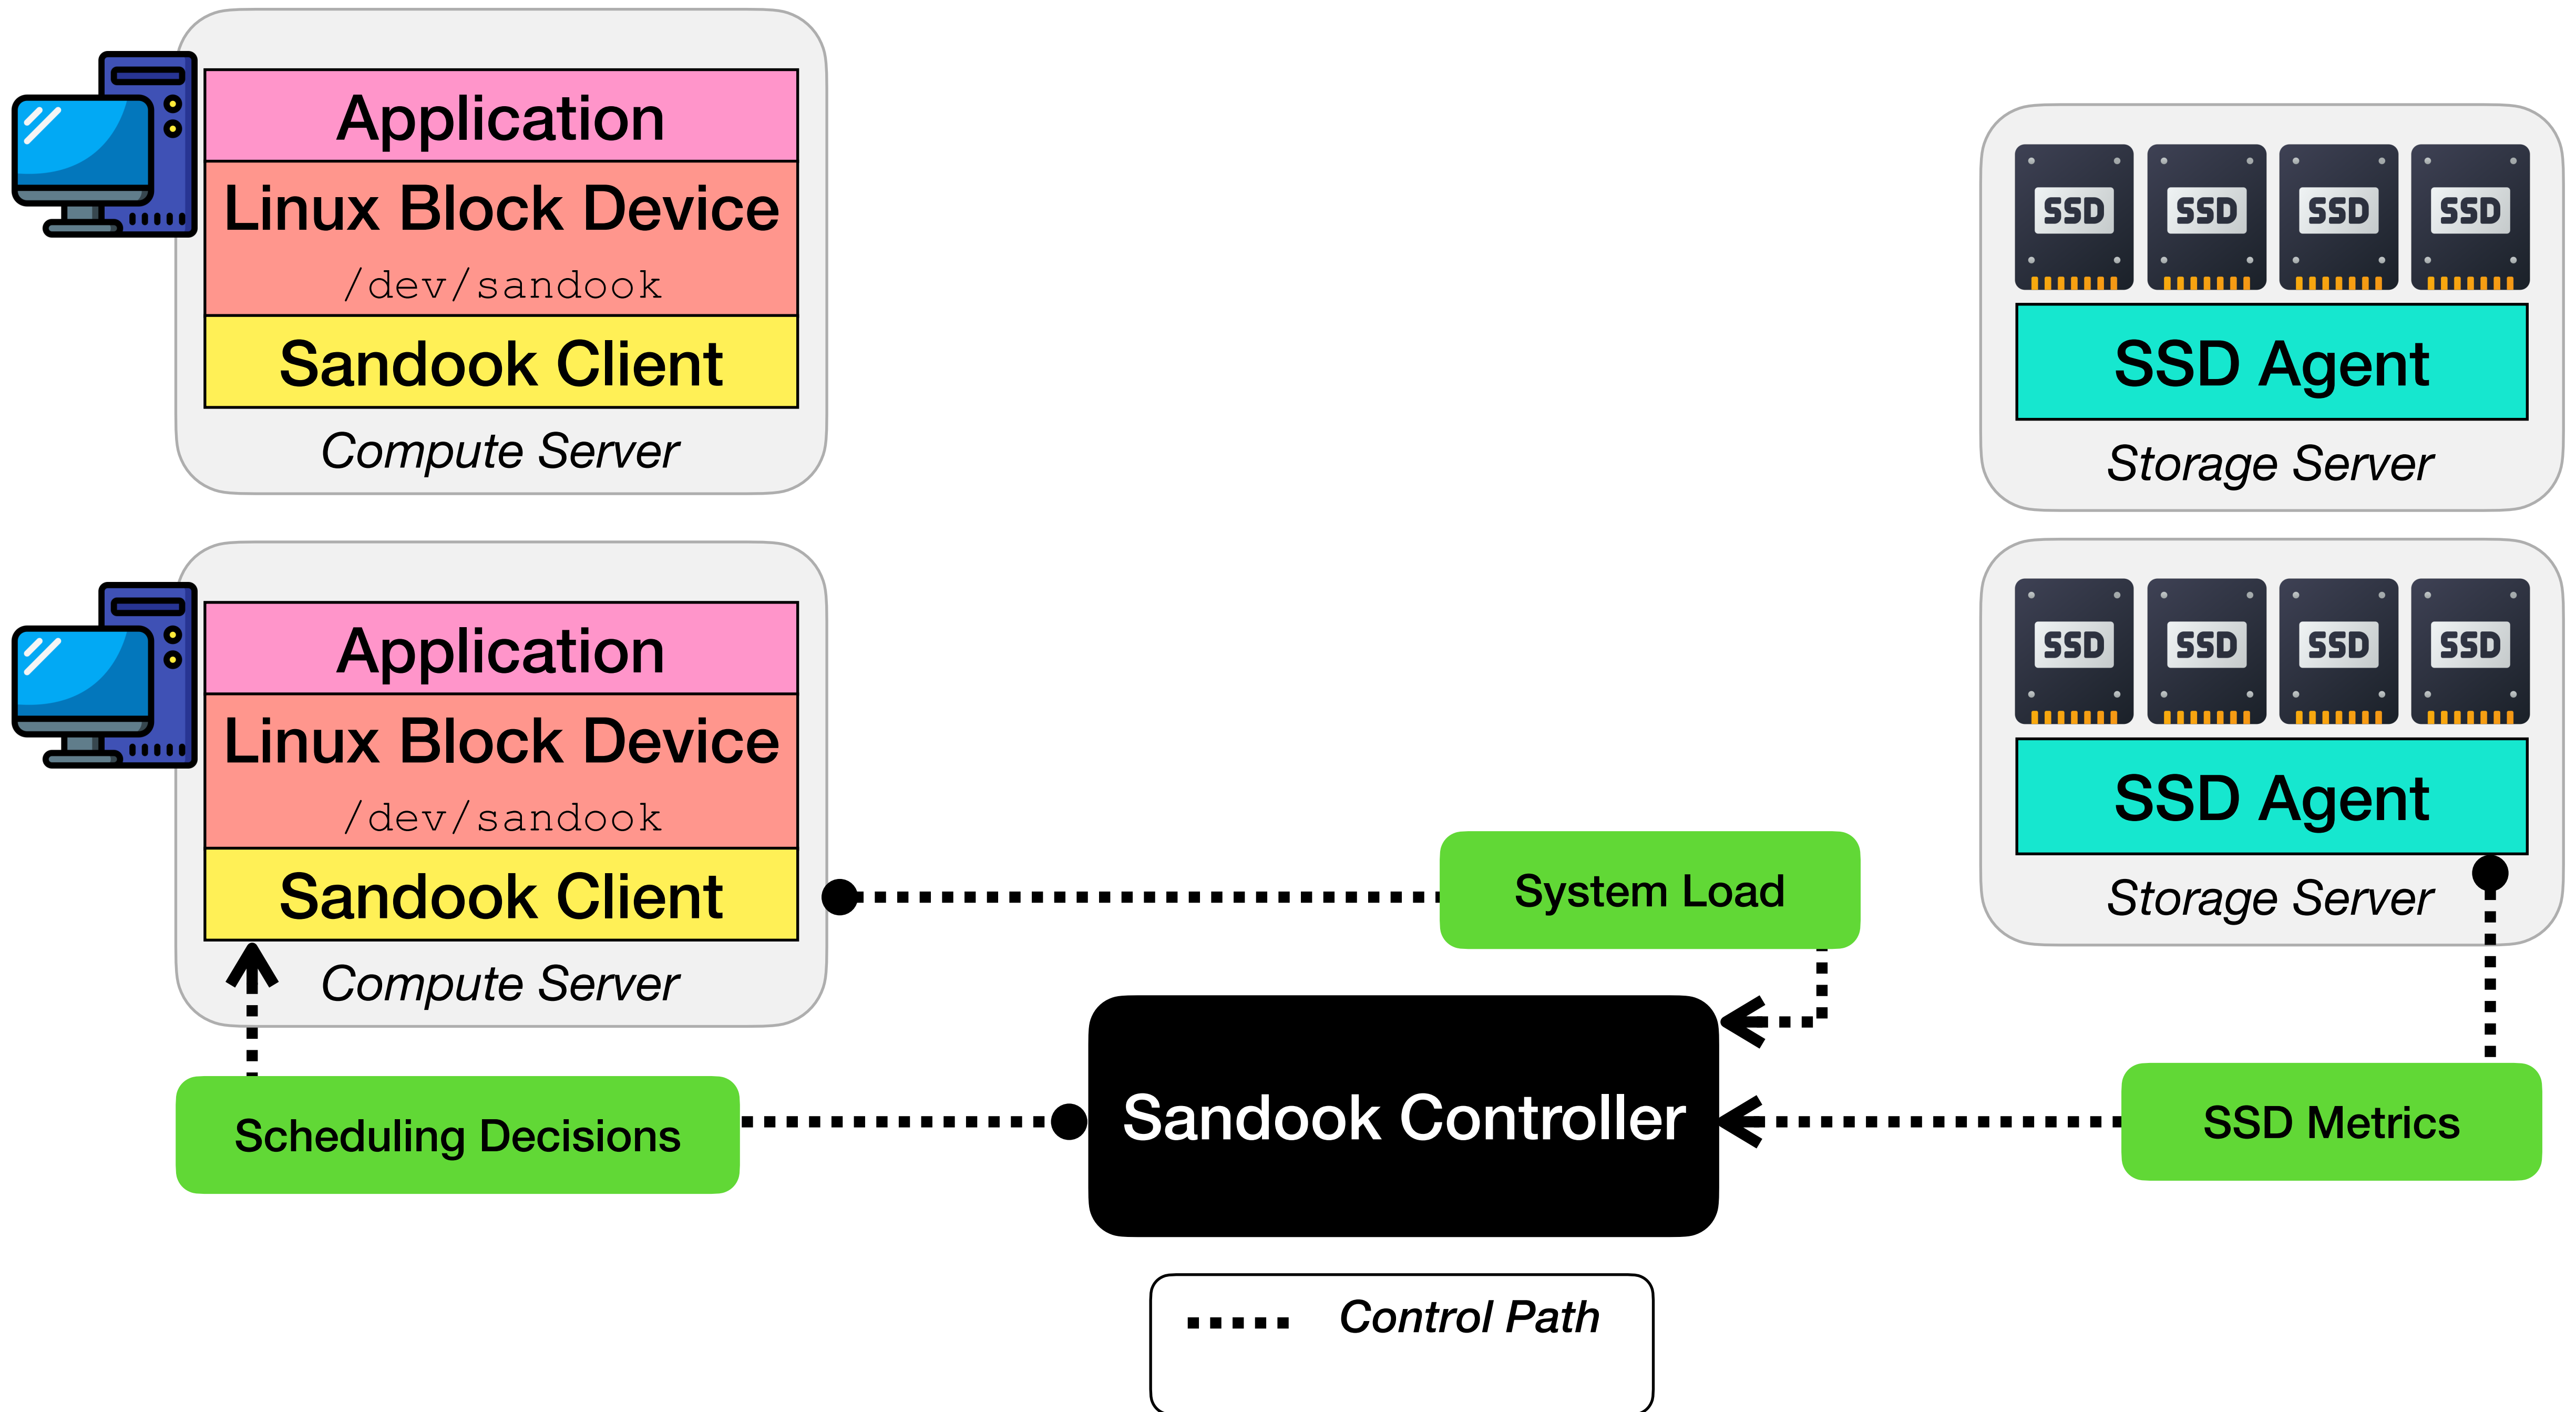 Application
Linux Block Device
/dev/sandook
Sandook Client
Compute Server
SSD SSD SSD SSD
SSD Agent
Storage Server
Application
Linux Block Device
/dev/sandook
Sandook Client
Compute Server
SSD SSD SSD SSD
SSD Agent
Storage Server
System Load
Scheduling Decisions
Sandook Controller
SSD Metrics
Control Path